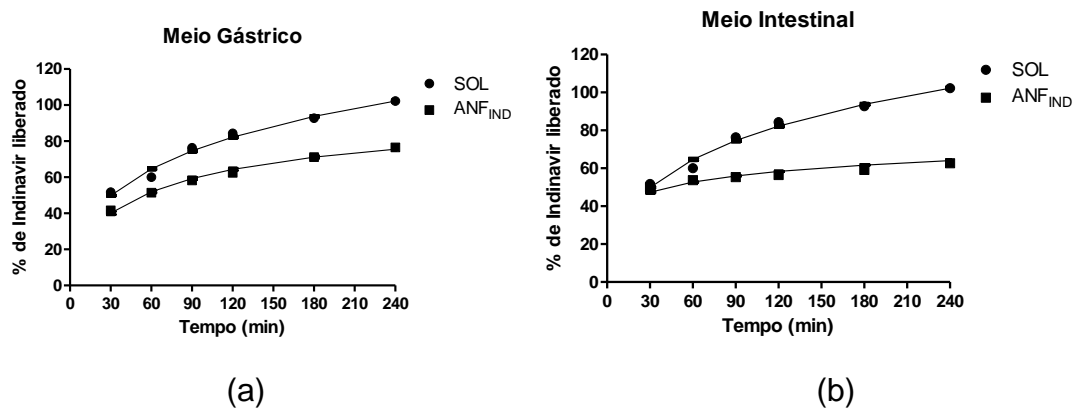 Meio Gástrico
% de Indinavir liberado
120
100
80
60
40
20
0
0 30 60 90 120 150 180 210 240
Tempo (min)
SOL
ANF_IND
(a)
Meio Intestinal
% de Indinavir liberado
120
100
80
60
40
20
0
0 30 60 90 120 150 180 210 240
Tempo (min)
SOL
ANF_IND
(b)